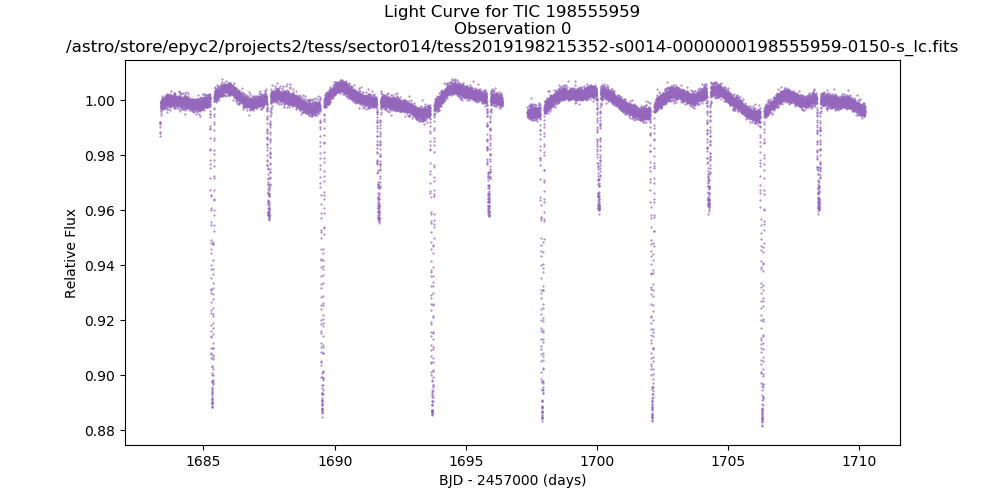 Light Curve for TIC 198555959
Observation 0
/astro/store/epyc2/projects2/tess/sector014/tess2019198215352-s0014-0000000198555959-0150-s_lc.fits
1.00
0.98
0.96
0.94
0.92
0.90
0.88
Relative Flux
1685
1690
1695
1700
1705
1710
BJD - 2457000 (days)